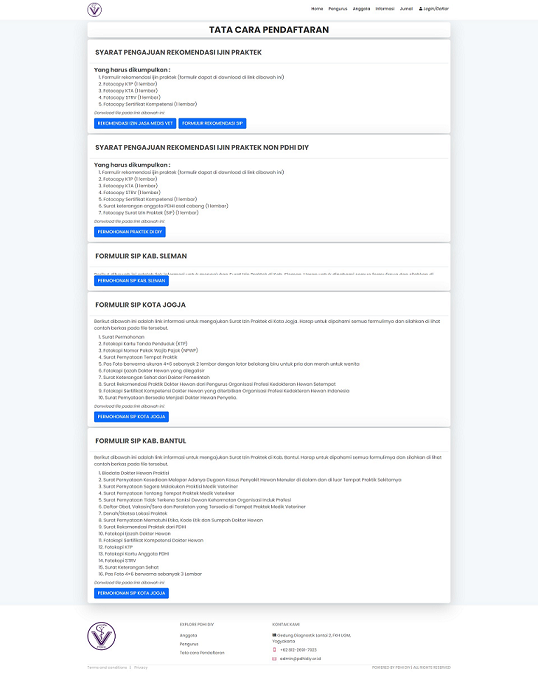 Home Pengurus Anggota Informasi Jurnal Login/Daftar
TATA CARA PENDAFTARAN
SYARAT PENGAJUAN REKOMENDASI IJIN PRAKTEK
Yang harus dikumpulkan :
1. Formulir rekomendasi ijin praktek (formulir dapat di download di link dibawah ini)
2. Fotocopy KTP (1 lembar)
3. Fotocopy KTA (1 lembar)
4. Fotocopy STRV (1 lembar)
5. Fotocopy Sertifikat Kompetensi (1 lembar)
Download file pada link dibawah ini:
REKOMENDASI IZIN JASA MEDIS VET FORMULIR REKOMENDASI SIP
SYARAT PENGAJUAN REKOMENDASI IJIN PRAKTEK NON PDHI DIY
Yang harus dikumpulkan :
1. Formulir rekomendasi ijin praktek (formulir dapat di download di link dibawah ini)
2. Fotocopy KTP (1 lembar)
3. Fotocopy KTA (1 lembar)
4. Fotocopy STRV (1 lembar)
5. Fotocopy Sertifikat Kompetensi (1 lembar)
6. Surat keterangan anggota PDHI asal cabang (1 lembar)
7. Fotocopy Surat Izin Praktek (SIP) (1 lembar)
Download file pada link dibawah ini:
PERMOHONAN PRAKTEK DI DIY
FORMULIR SIP KAB. SLEMAN
PERMOHONAN SIP KAB. SLEMAN
FORMULIR SIP KOTA JOGJA
Berikut dibawah ini adalah link informasi untuk mengajukan Surat Izin Praktek di Kota Jogja. Harap untuk dipahami semua formulirnya dan silahkan di lihat
contoh berkas pada file tersebut.
1. Surat Permohonan
2. Fotokopi Kartu Tanda Penduduk (KTP)
3. Fotokopi Nomor Pokok Wajib Pajak (NPWP)
4. Surat Pernyataan Tempat Praktik
5. Pas Foto berwarna ukuran 4x6 sebanyak 2 lembar dengan latar belakang biru untuk pria dan merah untuk wanita
6. Fotokopi Ijazah Dokter Hewan yang dilegalisir
7. Surat Keterangan Sehat dari Dokter Pemerintah
8. Surat Rekomendasi Praktik Dokter Hewan dari Pengurus Organisasi Profesi Kedokteran Hewan Setempat
9. Fotokopi Sertifikat Kompetensi Dokter Hewan yang diterbitkan Organisasi Profesi Kedokteran Hewan Indonesia
10. Surat Pernyataan Bersedia Menjadi Dokter Hewan Penyelia.
Download file pada link dibawah ini:
PERMOHONAN SIP KOTA JOGJA
FORMULIR SIP KAB. BANTUL
Berikut dibawah ini adalah link informasi untuk mengajukan Surat Izin Praktek di Kab. Bantul. Harap untuk dipahami semua formulirnya dan silahkan di lihat
contoh berkas pada file tersebut.
1. Biodata Dokter Hewan Praktisi
2. Surat Pernyataan Kesediaan Melapor Adanya Dugaan Kasus Penyakit Hewan Menular di dalam dan di luar Tempat Praktik Sekitarnya
3. Surat Pernyataan Segera Melakukan Praktisi Medik Veteriner
4. Surat Pernyataan Tentang Tempat Praktek Medik Veteriner
5. Surat Pernyataan Tidak Terkena Sanksi Dewan Kehormatan Organisasi Induk Profesi
6. Daftar Obat, Vaksin/Sera dan Peralatan yang Tersedia di Tempat Praktek Medik Veteriner
7. Denah/Sketsa Lokasi Praktek
8. Surat Pernyataan Mematuhi Etika, Kode Etik dan Sumpah Dokter Hewan
9. Surat Rekomendasi Praktek dari PDHI
10. Fotokopi Ijazah Dokter Hewan
11. Fotokopi Sertifikat Kompetensi Dokter Hewan
12. Fotokopi KTP
13. Fotokopi Kartu Anggota PDHI
14. Fotokopi STRV
15. Surat Keterangan Sehat
16. Pas Foto 4x6 berwarna sebanyak 3 Lembar
Download file pada link dibawah ini:
PERMOHONAN SIP KOTA JOGJA
EXPLORE PDHI DIY
Anggota
Pengurus
Tata cara Pendaftaran
KONTAK KAMI
Gedung Diagnostik Lantai 2, FKH UGM,
Yogyakarta
Terms and conditions | Privacy
POWERED BY PDHI DIY | ALL RIGHTS RESERVED